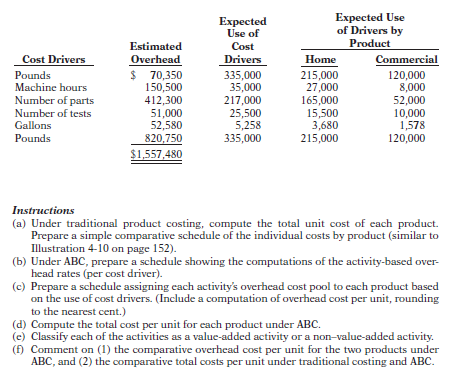 Expected Expected Use
Use of of Drivers by
Estimated Cost Product
Cost Drivers Overhead Drivers Home Commercial
Pounds $ 70,350 335,000 215,000 120,000
Machine hours 150,500 35,000 27,000 8,000
Number of parts 412,300 217,000 165,000 52,000
Number of tests 51,000 25,500 15,500 10,000
Gallons 52,580 5,258 3,680 1,578
Pounds 820,750 335,000 215,000 120,000
$1,557,480
Instructions
(a) Under traditional product costing, compute the total unit cost of each product.
Prepare a simple comparative schedule of the individual costs by product (similar to
Illustration 4-10 on page 152).
(b) Under ABC, prepare a schedule showing the computations of the activity-based over-
head rates (per cost driver).
(c) Prepare a schedule assigning each activity's overhead cost pool to each product based
on the use of cost drivers. (Include a computation of overhead cost per unit, rounding
to the nearest cent.)
(d) Compute the total cost per unit for each product under ABC.
(e) Classify each of the activities as a value-added activity or a non–value-added activity.
(f) Comment on (1) the comparative overhead cost per unit for the two products under
ABC, and (2) the comparative total costs per unit under traditional costing and ABC.